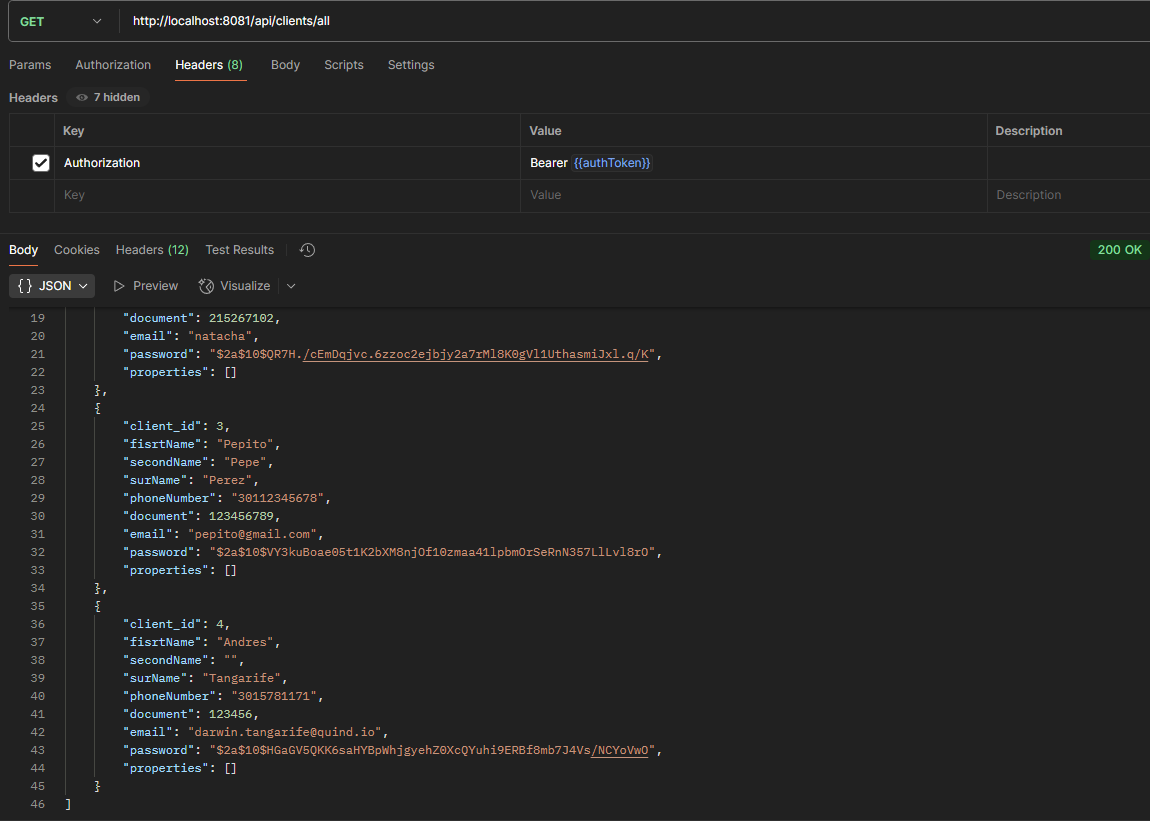 GET http://localhost:8081/api/clients/all
Params Authorization Headers (8) Body Scripts Settings
Headers 7 hidden
Key Value Description
Authorization Bearer {{authToken}}
Key Value Description
Body Cookies Headers (12) Test Results 200 OK
{} JSON Preview Visualize
19 "document": 215267102,
20 "email": "natacha",
21 "password": "$2a$10$QR7H./cEmDqjvc.6zzoc2ejbjy2a7rMl8K0gVl1UthasmiJxl.q/K",
22 "properties": []
23 },
24 {
25 "client_id": 3,
26 "fisrtName": "Pepito",
27 "secondName": "Pepe",
28 "surName": "Perez",
29 "phoneNumber": "30112345678",
30 "document": 123456789,
31 "email": "pepito@gmail.com",
32 "password": "$2a$10$VY3kuBoae05t1K2bXM8njOf10zmaa41lpbmOrSeRnN357LlLvl8rO",
33 "properties": []
34 },
35 {
36 "client_id": 4,
37 "fisrtName": "Andres",
38 "secondName": "",
39 "surName": "Tangarife",
40 "phoneNumber": "3015781171",
41 "document": 123456,
42 "email": "darwin.tangarife@quind.io",
43 "password": "$2a$10$HGaGV5QKK6saHYBpWhjgyehZ0XcQYuhi9ERBf8mb7J4Vs/NCYoVwO",
44 "properties": []
45 }
46 ]